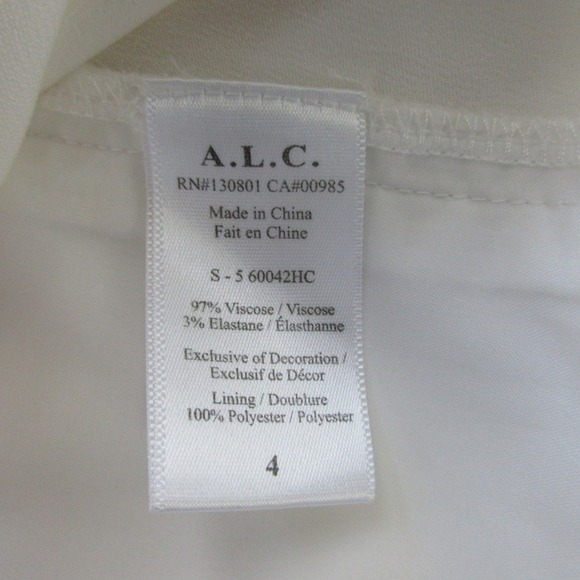 A.L.C.
RN#130801 CA#00985
Made in China
Fait en Chine
S - 5 60042HC
97% Viscose / Viscose
3% Elastane / Élasthanne
Exclusive of Decoration /
Exclusif de Décor
Lining / Doublure
100% Polyester / Polyester
4